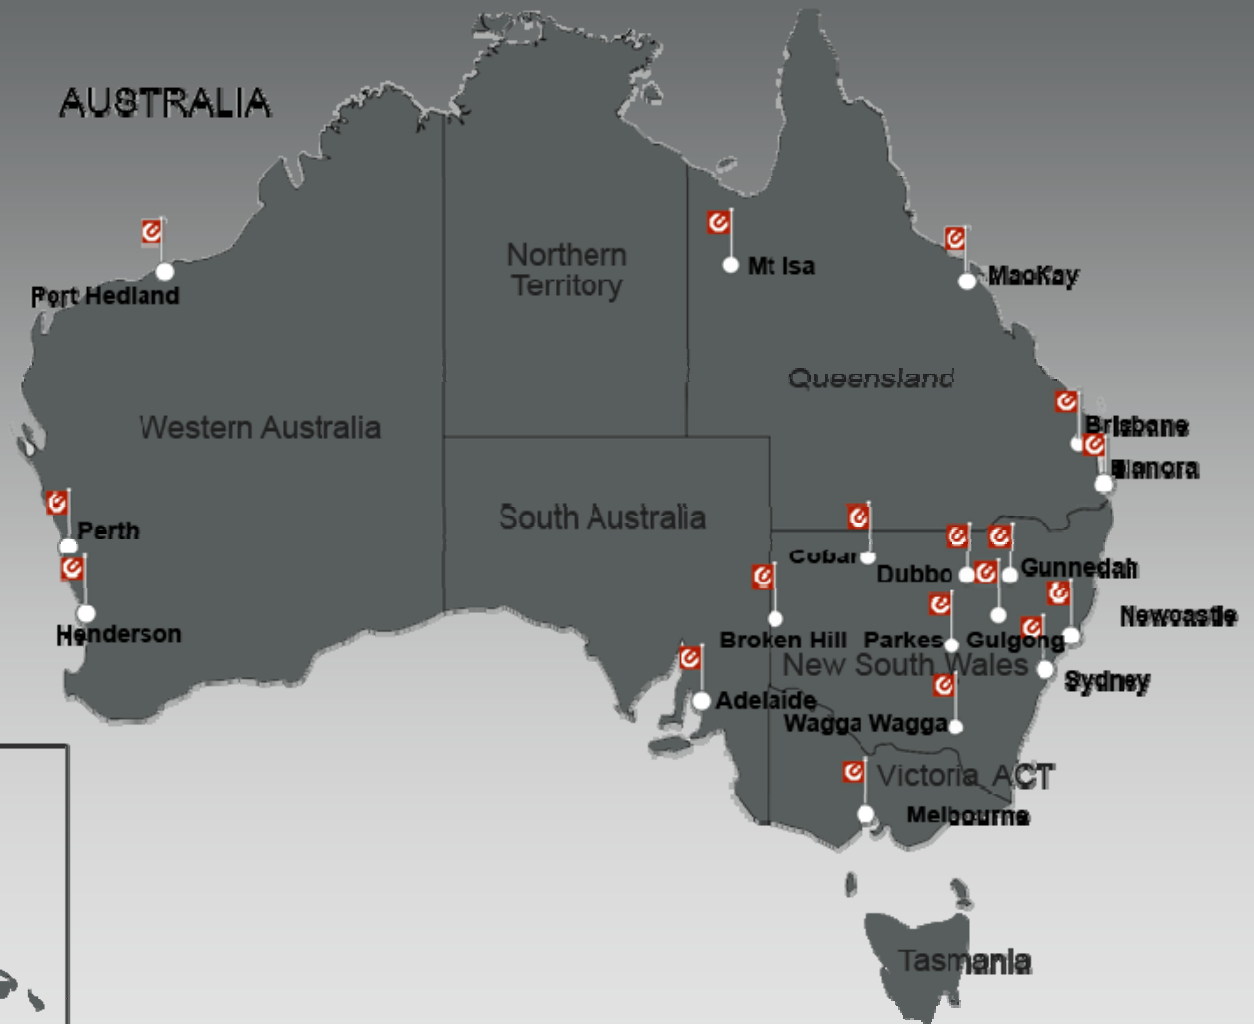 AUSTRALIA
Northern
Territory
Mt Isa
MacKay
Port Hedland
Queensland
Western Australia
Brisbane
South Australia
Perth
Cobar
Dubbo
Gunnedah
Newcastle
Henderson
Broken Hill
Parkes
Gulgong
New South Wales
Sydney
Adelaide
Wagga Wagga
Victoria
ACT
Melbourne
Tasmania